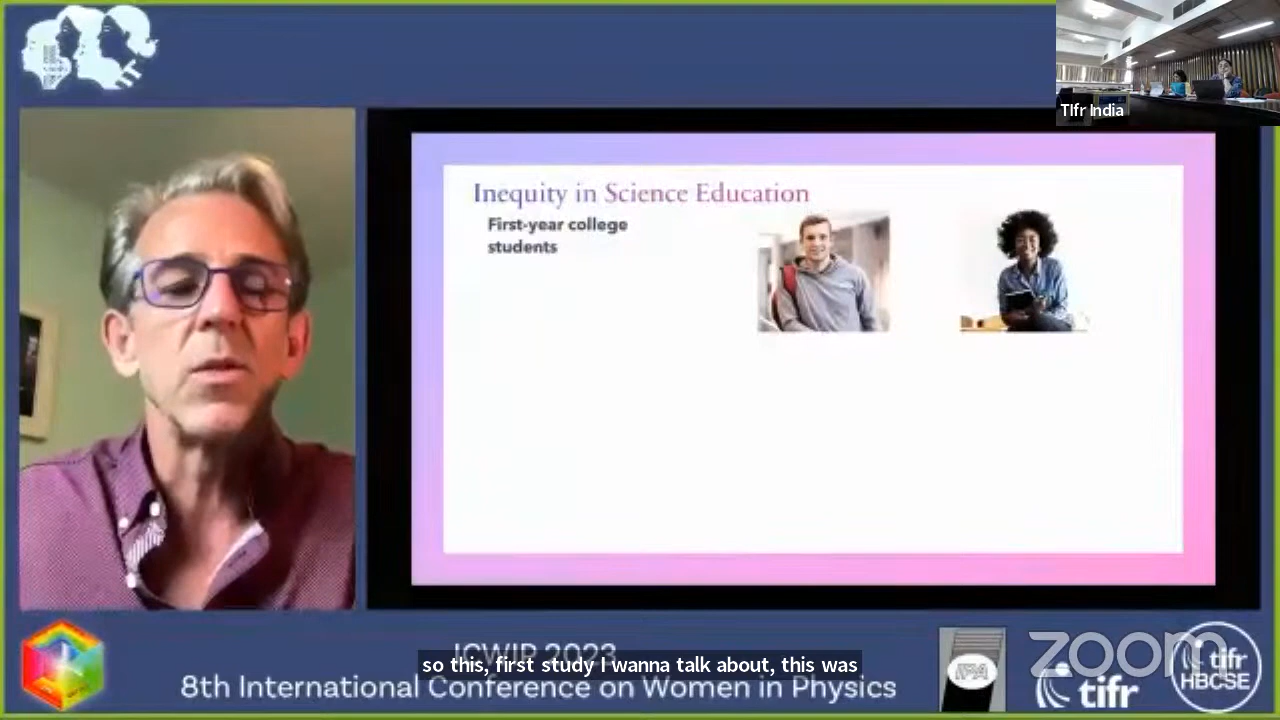 TIfr India
Inequity in Science Education
First-year college
students
ICWIP 2023
so this, first study I wanna talk about, this was
8th International Conference on Women in Physics
IPA
tifr
zoom
tifr
HBCSE